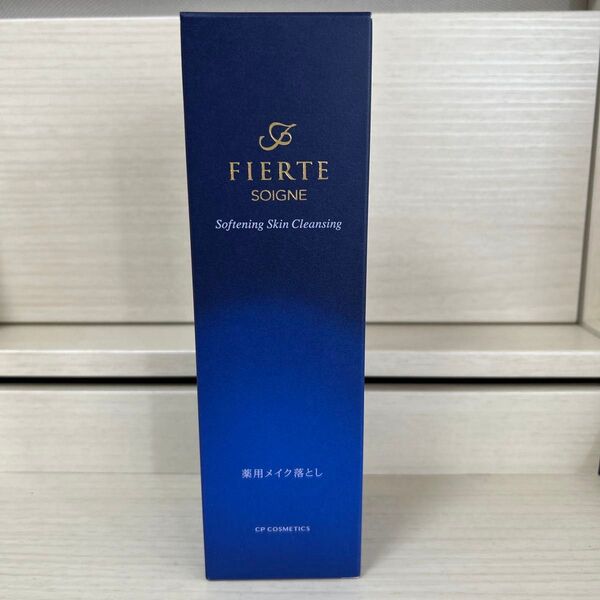 FIERTE
SOIGNE
Softening Skin Cleansing
薬用メイク落とし
CP COSMETICS